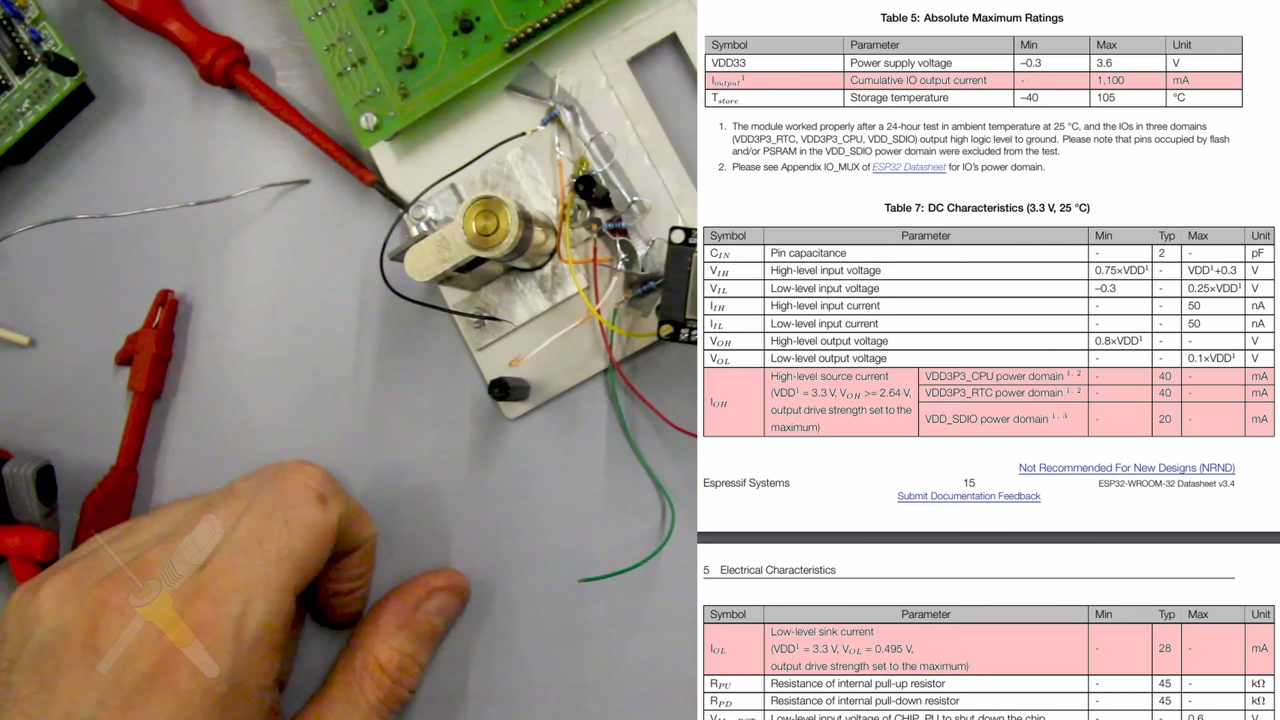 Table 5: Absolute Maximum Ratings
Symbol Parameter Min Max Unit
VDD33 Power supply voltage –0.3 3.6 V
Ioutput1 Cumulative IO output current - 1,100 mA
Tstore Storage temperature –40 105 °C
1. The module worked properly after a 24-hour test in ambient temperature at 25 °C, and the IOs in three domains
(VDD3P3_RTC, VDD3P3_CPU, VDD_SDIO) output high logic level to ground. Please note that pins occupied by flash
and/or PSRAM in the VDD_SDIO power domain were excluded from the test.
2. Please see Appendix IO_MUX of ESP32 Datasheet for IO's power domain.
Table 7: DC Characteristics (3.3 V, 25 °C)
Symbol Parameter Min Typ Max Unit
CIN Pin capacitance - 2 - pF
VIH High-level input voltage 0.75×VDD1 - VDD1+0.3 V
VIL Low-level input voltage –0.3 - 0.25×VDD1 V
IIH High-level input current - - 50 nA
IIL Low-level input current - - 50 nA
VOH High-level output voltage 0.8×VDD1 - - V
VOL Low-level output voltage - - 0.1×VDD1 V
IOH High-level source current
(VDD1 = 3.3 V, VOH >= 2.64 V,
output drive strength set to the
maximum)
VDD3P3_CPU power domain 1, 2 - 40 - mA
VDD3P3_RTC power domain 1, 2 - 40 - mA
VDD_SDIO power domain 1, 3 - 20 - mA
Not Recommended For New Designs (NRND)
Espressif Systems 15 ESP32-WROOM-32 Datasheet v3.4
Submit Documentation Feedback
5 Electrical Characteristics
Symbol Parameter Min Typ Max Unit
IOL Low-level sink current
(VDD1 = 3.3 V, VOL = 0.495 V,
output drive strength set to the maximum)
- 28 - mA
RPU Resistance of internal pull-up resistor - 45 - kΩ
RPD Resistance of internal pull-down resistor - 45 - kΩ
Low-level input voltage of CHIP_PU to shut down the chip - - 0.6 V